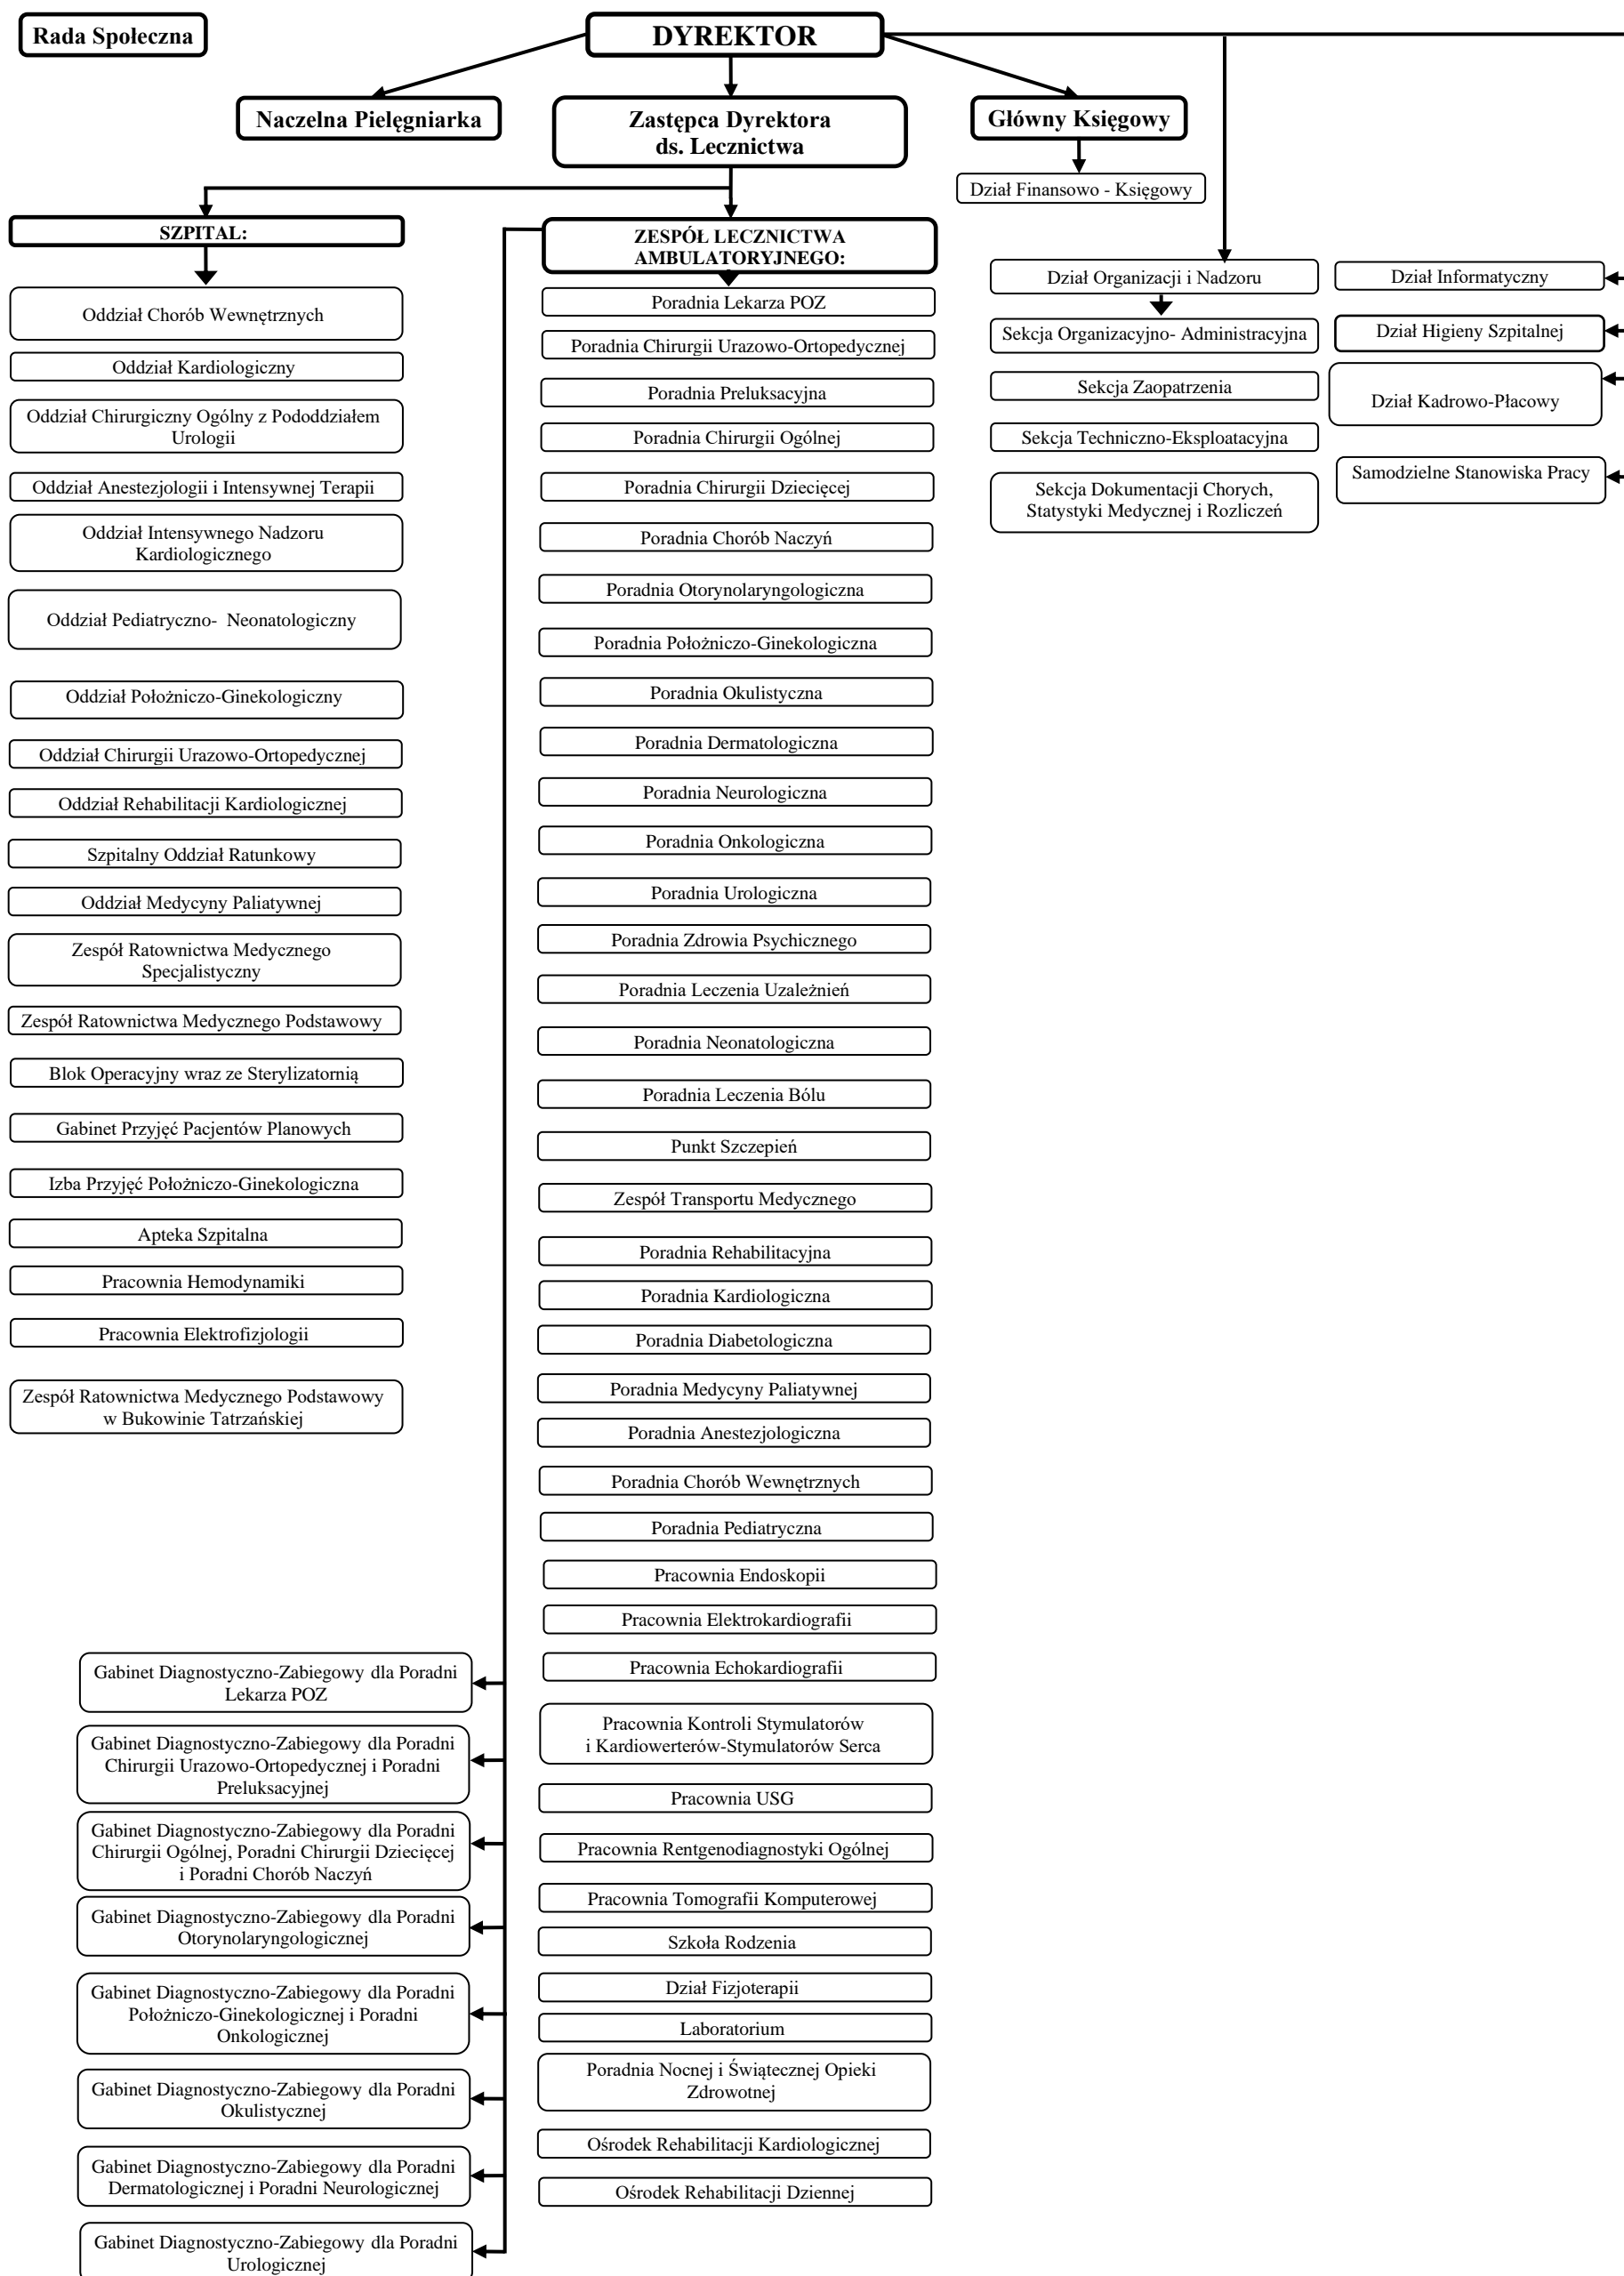 Rada Społeczna
DYREKTOR
Naczelna Pielęgniarka
Zastępca Dyrektora
ds. Lecznictwa
Główny Księgowy
Dział Finansowo - Księgowy
SZPITAL:
Oddział Chorób Wewnętrznych
Oddział Kardiologiczny
Oddział Chirurgiczny Ogólny z Pododdziałem
Urologii
Oddział Anestezjologii i Intensywnej Terapii
Oddział Intensywnego Nadzoru
Kardiologicznego
Oddział Pediatryczno- Neonatologiczny
Oddział Położniczo-Ginekologiczny
Oddział Chirurgii Urazowo-Ortopedycznej
Oddział Rehabilitacji Kardiologicznej
Szpitalny Oddział Ratunkowy
Oddział Medycyny Paliatywnej
Zespół Ratownictwa Medycznego
Specjalistyczny
Zespół Ratownictwa Medycznego Podstawowy
Blok Operacyjny wraz ze Sterylizatornią
Gabinet Przyjęć Pacjentów Planowych
Izba Przyjęć Położniczo-Ginekologiczna
Apteka Szpitalna
Pracownia Hemodynamiki
Pracownia Elektrofizjologii
Zespół Ratownictwa Medycznego Podstawowy
w Bukowinie Tatrzańskiej
ZESPÓŁ LECZNICTWA
AMBULATORYJNEGO:
Poradnia Lekarza POZ
Poradnia Chirurgii Urazowo-Ortopedycznej
Poradnia Preluksacyjna
Poradnia Chirurgii Ogólnej
Poradnia Chirurgii Dziecięcej
Poradnia Chorób Naczyń
Poradnia Otorynolaryngologiczna
Poradnia Położniczo-Ginekologiczna
Poradnia Okulistyczna
Poradnia Dermatologiczna
Poradnia Neurologiczna
Poradnia Onkologiczna
Poradnia Urologiczna
Poradnia Zdrowia Psychicznego
Poradnia Leczenia Uzależnień
Poradnia Neonatologiczna
Poradnia Leczenia Bólu
Punkt Szczepień
Zespół Transportu Medycznego
Poradnia Rehabilitacyjna
Poradnia Kardiologiczna
Poradnia Diabetologiczna
Poradnia Medycyny Paliatywnej
Poradnia Anestezjologiczna
Poradnia Chorób Wewnętrznych
Poradnia Pediatryczna
Pracownia Endoskopii
Pracownia Elektrokardiografii
Pracownia Echokardiografii
Pracownia Kontroli Stymulatorów
i Kardiowerterów-Stymulatorów Serca
Pracownia USG
Pracownia Rentgenodiagnostyki Ogólnej
Pracownia Tomografii Komputerowej
Szkoła Rodzenia
Dział Fizjoterapii
Laboratorium
Poradnia Nocnej i Świątecznej Opieki
Zdrowotnej
Ośrodek Rehabilitacji Kardiologicznej
Ośrodek Rehabilitacji Dziennej
Gabinet Diagnostyczno-Zabiegowy dla Poradni
Lekarza POZ
Gabinet Diagnostyczno-Zabiegowy dla Poradni
Chirurgii Urazowo-Ortopedycznej i Poradni
Preluksacyjnej
Gabinet Diagnostyczno-Zabiegowy dla Poradni
Chirurgii Ogólnej, Poradni Chirurgii Dziecięcej
i Poradni Chorób Naczyń
Gabinet Diagnostyczno-Zabiegowy dla Poradni
Otorynolaryngologicznej
Gabinet Diagnostyczno-Zabiegowy dla Poradni
Położniczo-Ginekologicznej i Poradni
Onkologicznej
Gabinet Diagnostyczno-Zabiegowy dla Poradni
Okulistycznej
Gabinet Diagnostyczno-Zabiegowy dla Poradni
Dermatologicznej i Poradni Neurologicznej
Gabinet Diagnostyczno-Zabiegowy dla Poradni
Urologicznej
Dział Organizacji i Nadzoru
Sekcja Organizacyjno- Administracyjna
Sekcja Zaopatrzenia
Sekcja Techniczno-Eksploatacyjna
Sekcja Dokumentacji Chorych,
Statystyki Medycznej i Rozliczeń
Dział Informatyczny
Dział Higieny Szpitalnej
Dział Kadrowo-Płacowy
Samodzielne Stanowiska Pracy